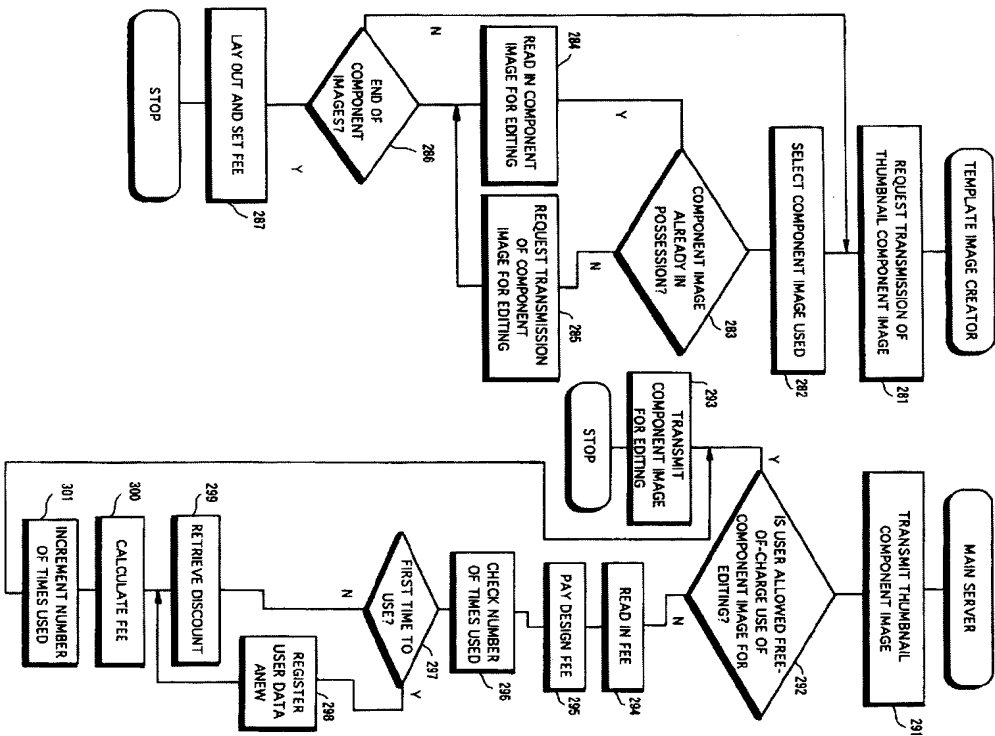 TEMPLATE IMAGE CREATOR
REQUEST TRANSMISSION OF
THUMBNAIL COMPONENT IMAGE
281
SELECT COMPONENT IMAGE USED
282
COMPONENT IMAGE
ALREADY IN
POSSESSION?
283
Y
N
284
READ IN COMPONENT
IMAGE FOR EDITING
REQUEST TRANSMISSION
OF COMPONENT
IMAGE FOR EDITING
285
END OF
COMPONENT
IMAGES?
286
N
Y
LAY OUT AND SET FEE
287
STOP
MAIN SERVER
TRANSMIT THUMBNAIL
COMPONENT IMAGE
291
IS USER ALLOWED FREE-
OF-CHARGE USE OF
COMPONENT IMAGE FOR
EDITING?
292
Y
N
293
TRANSMIT
COMPONENT IMAGE
FOR EDITING
STOP
READ IN FEE
294
PAY DESIGN FEE
295
CHECK NUMBER
OF TIMES USED
296
FIRST TIME TO
USE?
297
N
Y
REGISTER
USER DATA
ANEW
298
299
RETRIEVE DISCOUNT
300
CALCULATE FEE
301
INCREMENT NUMBER
OF TIMES USED